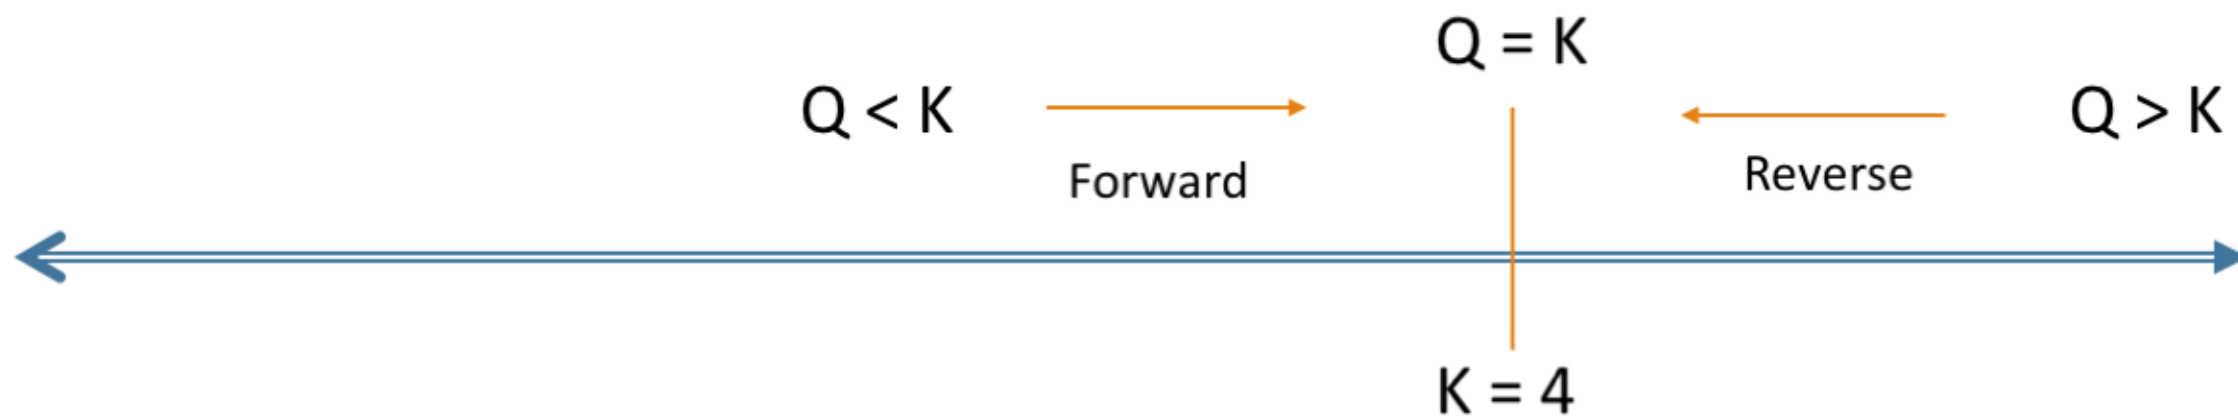 Q = K
Q < K
Q > K
Forward
Reverse
K = 4